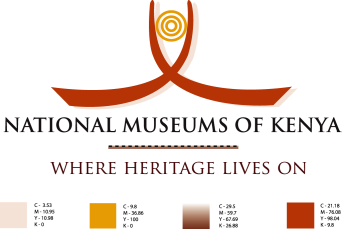 NATIONAL MUSEUMS OF KENYA
WHERE HERITAGE LIVES ON
C - 3.53
M - 10.95
Y - 10.98
K - 0
C - 9.8
M - 36.86
Y - 100
K - 0
C - 29.5
M - 59.7
Y - 67.69
K - 26.88
C - 21.18
M - 76.08
Y - 98.04
K - 9.8